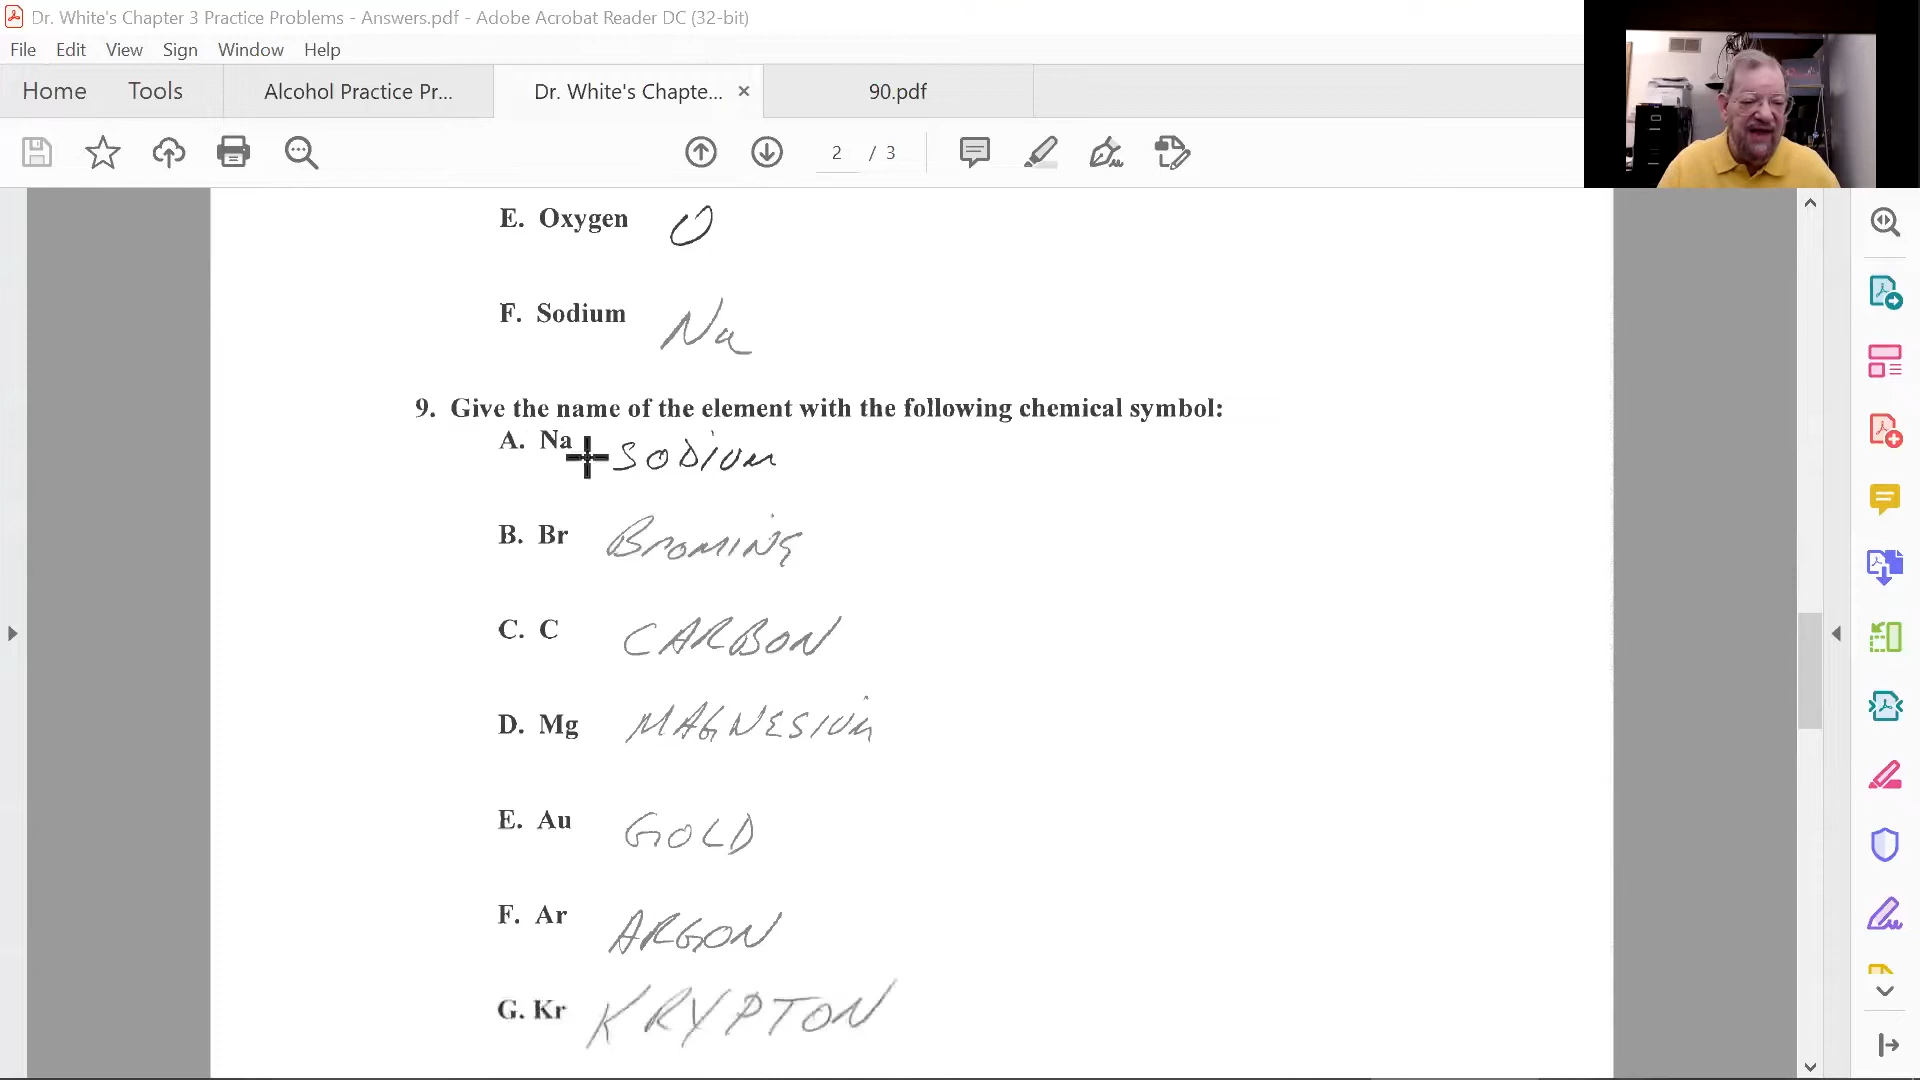 Dr. White's Chapter 3 Practice Problems - Answers.pdf - Adobe Acrobat Reader DC (32-bit)
File Edit View Sign Window Help
Home Tools Alcohol Practice Pr... Dr. White's Chapte... × 90.pdf
2 / 3
E. Oxygen O
F. Sodium Na
9. Give the name of the element with the following chemical symbol:
A. Na SODIUM
B. Br BROMINE
C. C CARBON
D. Mg MAGNESIUM
E. Au GOLD
F. Ar ARGON
G. Kr KRYPTON